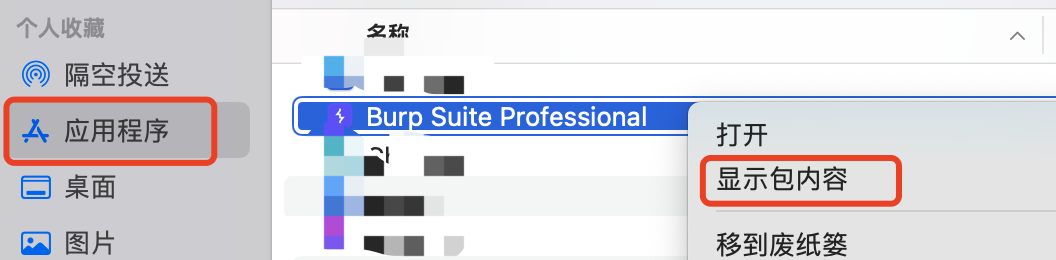 个人收藏
隔空投送
应用程序
桌面
图片
名称
Burp Suite Professional
打开
显示包内容
移到废纸篓